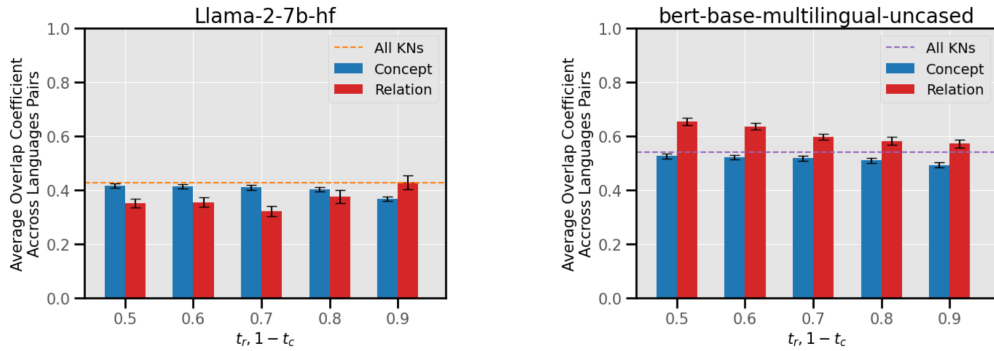 Llama-2-7b-hf
Average Overlap Coefficient
Accross Languages Pairs
1.0
0.8
0.6
0.4
0.2
0.0
All KNs
Concept
Relation
0.5 0.6 0.7 0.8 0.9
t_r, 1 − t_c
bert-base-multilingual-uncased
Average Overlap Coefficient
Accross Languages Pairs
1.0
0.8
0.6
0.4
0.2
0.0
All KNs
Concept
Relation
0.5 0.6 0.7 0.8 0.9
t_r, 1 − t_c